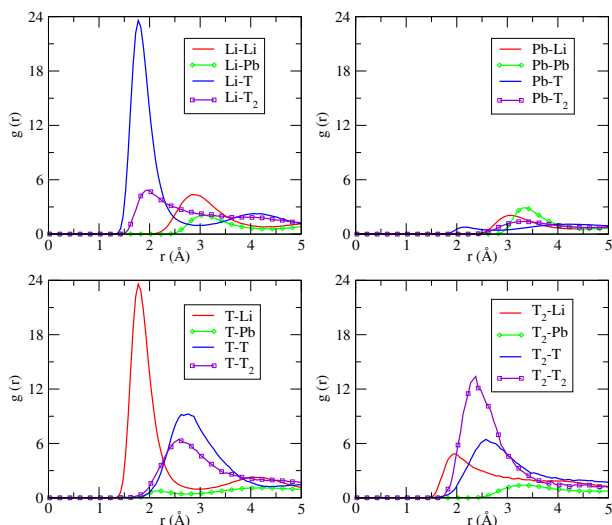 24
18
12
6
0
g (r)
Li-Li
Li-Pb
Li-T
Li-T₂
0 1 2 3 4 5
r (Å)
24
18
12
6
0
g (r)
Pb-Li
Pb-Pb
Pb-T
Pb-T₂
0 1 2 3 4 5
r (Å)
24
18
12
6
0
g (r)
T-Li
T-Pb
T-T
T-T₂
0 1 2 3 4 5
r (Å)
24
18
12
6
0
g (r)
T₂-Li
T₂-Pb
T₂-T
T₂-T₂
0 1 2 3 4 5
r (Å)